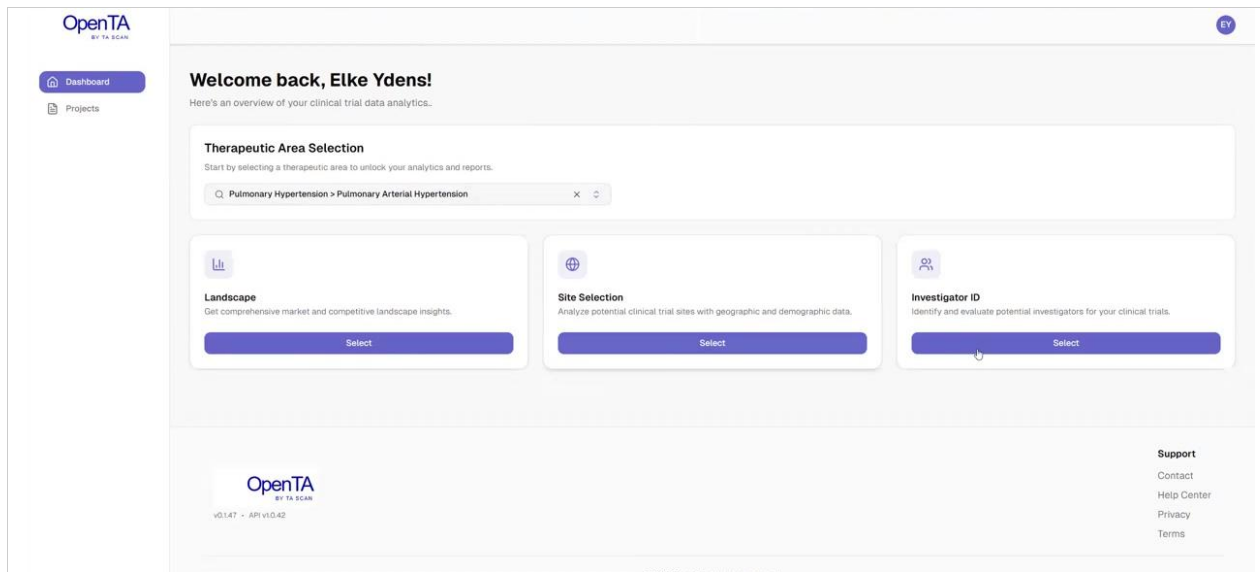 OpenTA
BY TA SCAN
EY
Dashboard
Projects
Welcome back, Elke Ydens!
Here's an overview of your clinical trial data analytics..
Therapeutic Area Selection
Start by selecting a therapeutic area to unlock your analytics and reports.
Pulmonary Hypertension > Pulmonary Arterial Hypertension
Landscape
Get comprehensive market and competitive landscape insights.
Select
Site Selection
Analyze potential clinical trial sites with geographic and demographic data.
Select
Investigator ID
Identify and evaluate potential investigators for your clinical trials.
Select
OpenTA
BY TA SCAN
v0.1.47 • API v1.0.42
Support
Contact
Help Center
Privacy
Terms